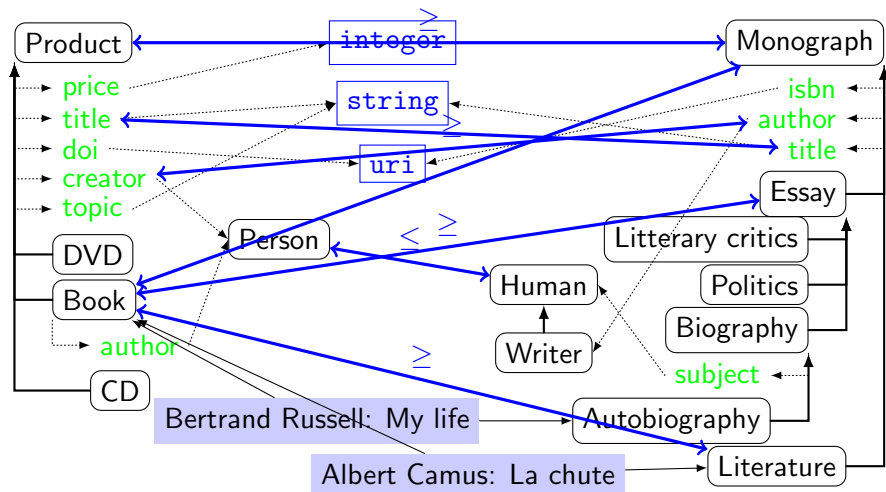 Product
integer
≥
Monograph
price
isbn
string
title
≥
author
doi
uri
title
creator
Essay
topic
Person
≤
≥
Litterary critics
DVD
Human
Politics
Book
Biography
author
Writer
≥
subject
CD
Bertrand Russell: My life
Autobiography
Albert Camus: La chute
Literature